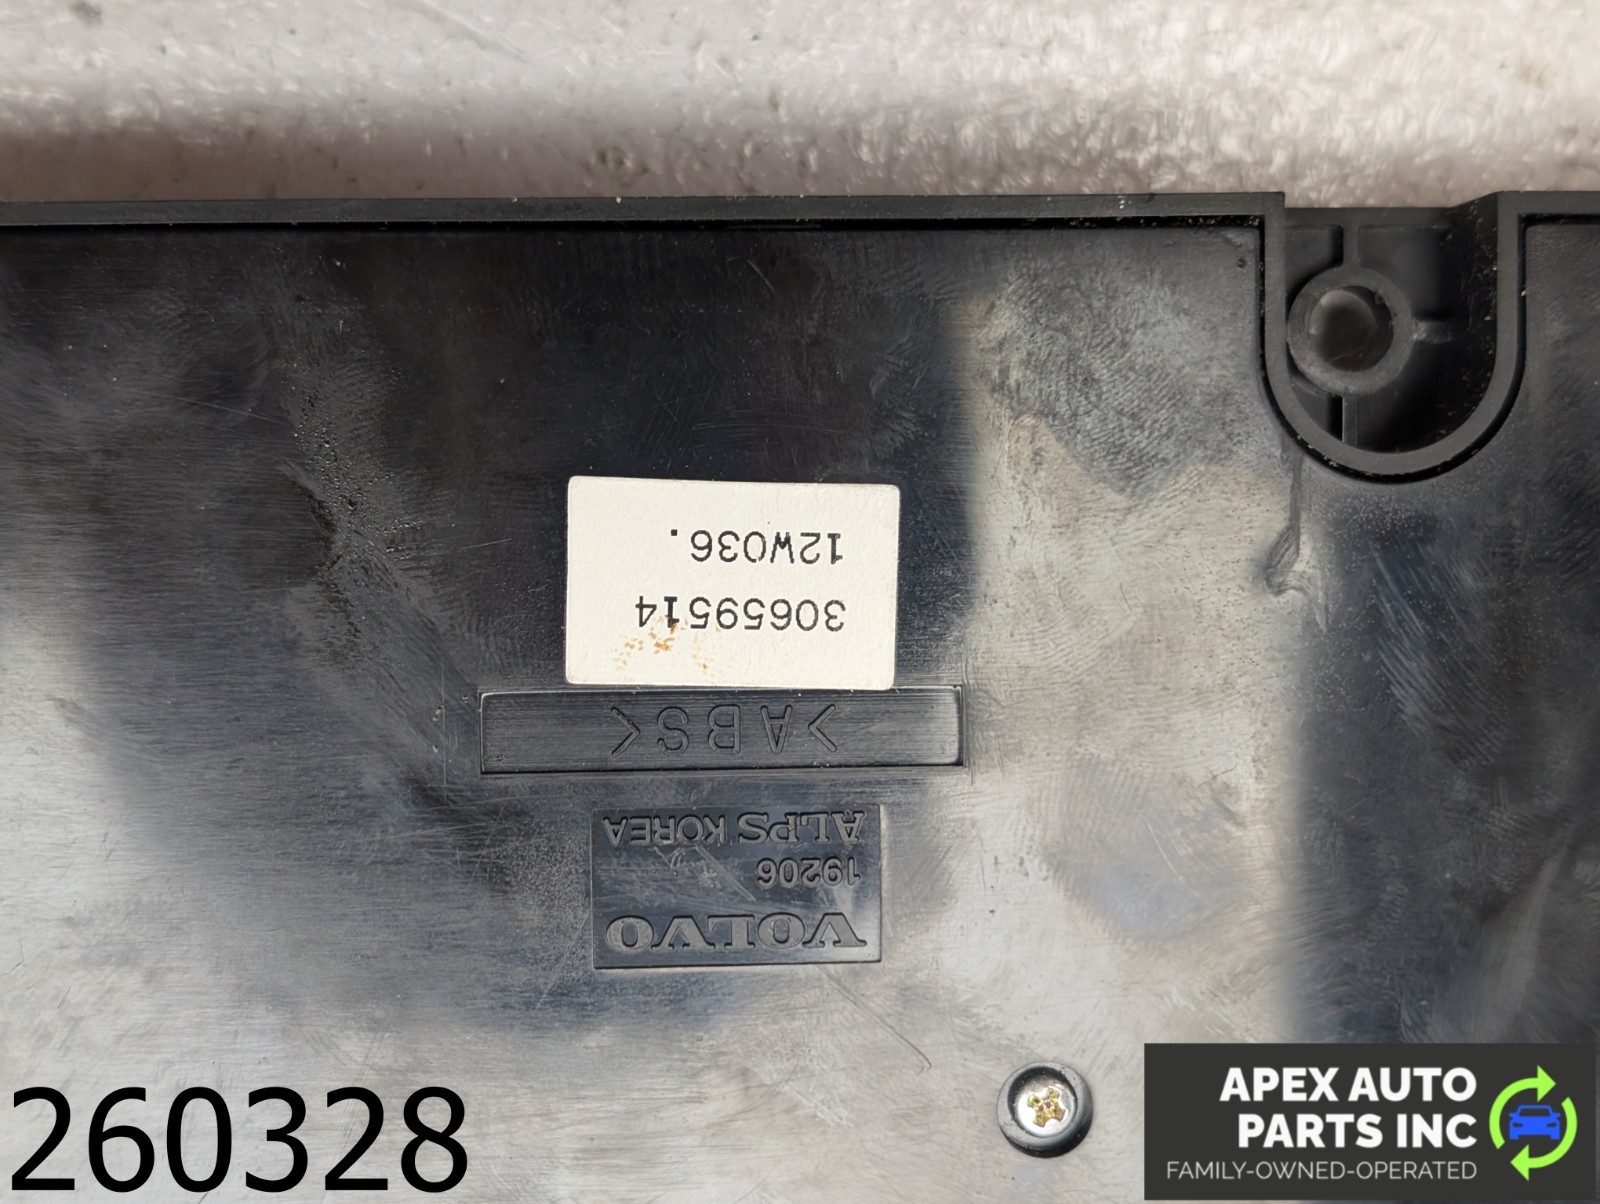 30659514
12W036.
>ABS<
VOLVO
19206
ALPS KOREA
260328
APEX AUTO
PARTS INC
FAMILY-OWNED-OPERATED